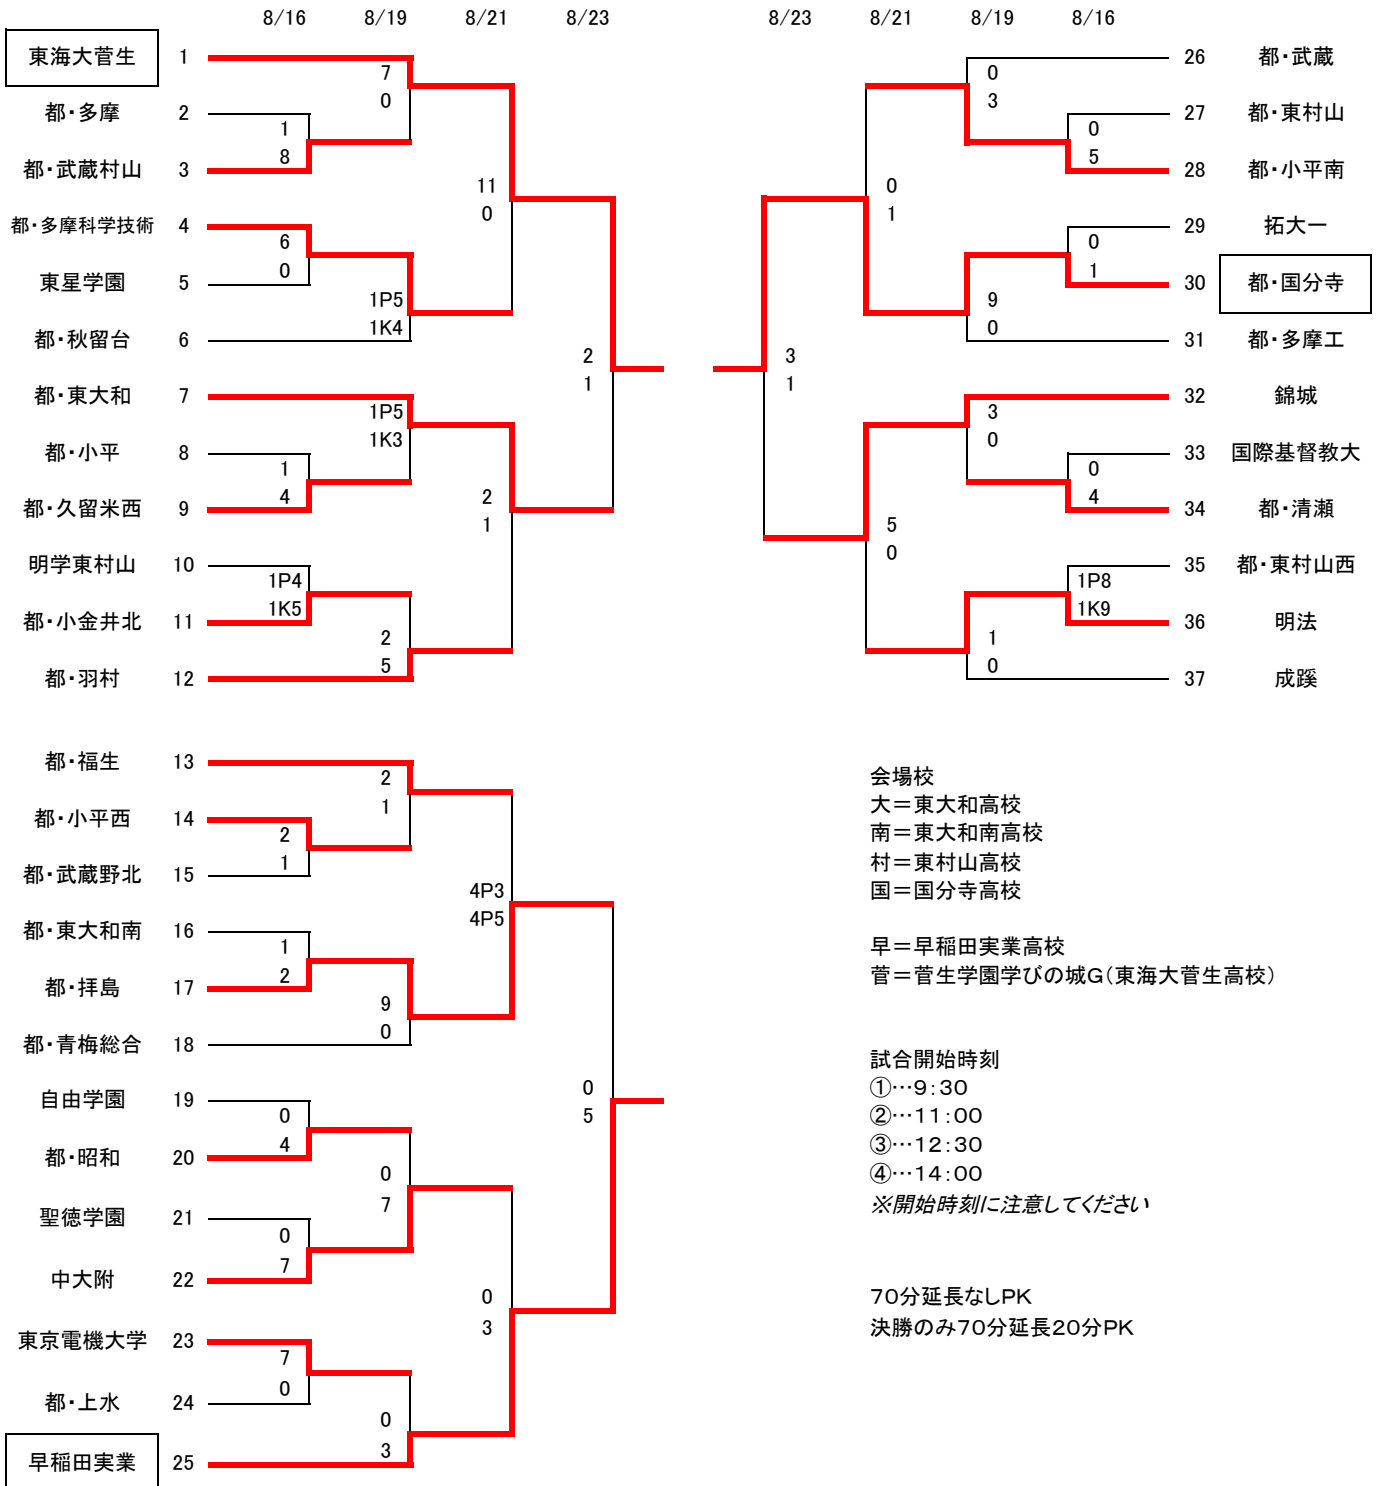 8/16 8/19 8/21 8/23
東海大菅生 1
7
0
都・多摩 2
1
8
都・武蔵村山 3
11
0
都・多摩科学技術 4
6
0
東星学園 5
1P5
1K4
都・秋留台 6
2
1
都・東大和 7
1P5
1K3
都・小平 8
1
4
都・久留米西 9
2
1
明学東村山 10
1P4
1K5
都・小金井北 11
2
5
都・羽村 12
8/23 8/21 8/19 8/16
26 都・武蔵
0
3
27 都・東村山
0
5
28 都・小平南
0
1
29 拓大一
0
1
30 都・国分寺
9
0
31 都・多摩工
3
1
32 錦城
3
0
33 国際基督教大
0
4
34 都・清瀬
5
0
35 都・東村山西
1P8
1K9
36 明法
1
0
37 成蹊
都・福生 13
2
1
都・小平西 14
2
1
都・武蔵野北 15
4P3
4P5
都・東大和南 16
1
2
都・拝島 17
9
0
都・青梅総合 18
0
5
自由学園 19
0
4
都・昭和 20
0
7
聖徳学園 21
0
7
中大附 22
0
3
東京電機大学 23
7
0
都・上水 24
0
3
早稲田実業 25
会場校
大＝東大和高校
南＝東大和南高校
村＝東村山高校
国＝国分寺高校
早＝早稲田実業高校
菅＝菅生学園学びの城G（東海大菅生高校）
試合開始時刻
①…９：３０
②…１１：００
③…１２：３０
④…１４：００
※開始時刻に注意してください
７０分延長なしPK
決勝のみ７０分延長２０分PK